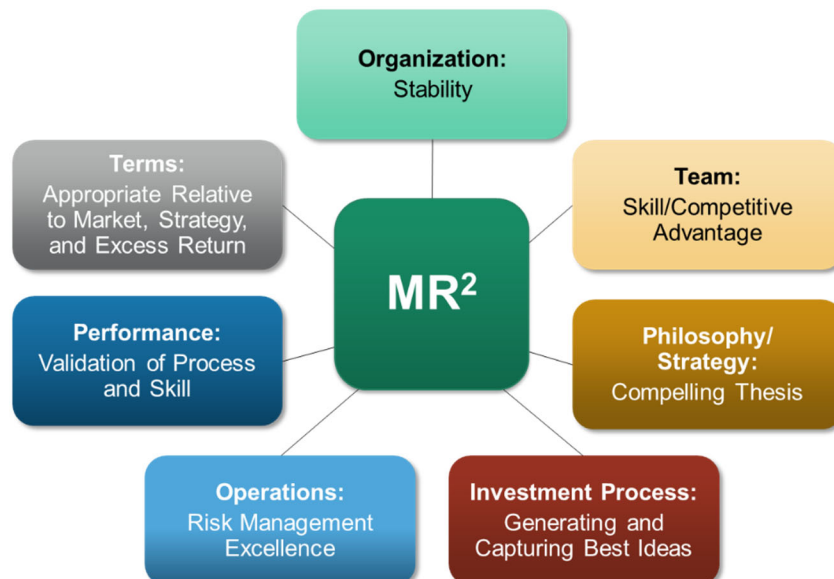 Organization:
Stability
Terms:
Appropriate Relative
to Market, Strategy,
and Excess Return
Team:
Skill/Competitive
Advantage
MR²
Performance:
Validation of Process
and Skill
Philosophy/
Strategy:
Compelling Thesis
Operations:
Risk Management
Excellence
Investment Process:
Generating and
Capturing Best Ideas